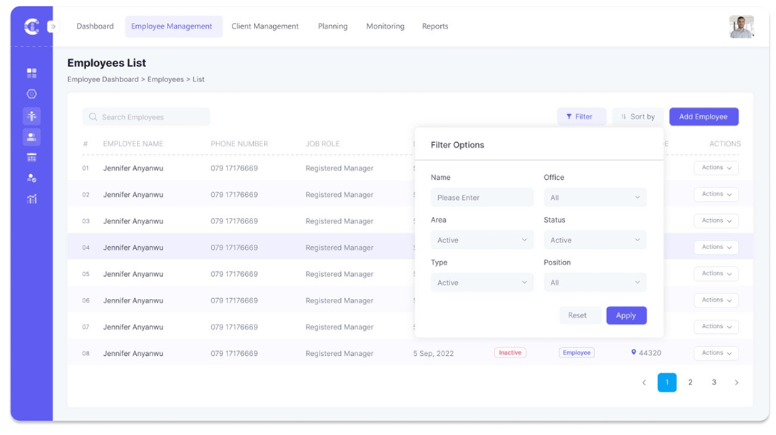 Dashboard Employee Management Client Management Planning Monitoring Reports
Employees List
Employee Dashboard > Employees > List
Search Employees Filter Sort by Add Employee
# EMPLOYEE NAME PHONE NUMBER JOB ROLE ACTIONS
01 Jennifer Anyanwu 079 17176669 Registered Manager Actions
02 Jennifer Anyanwu 079 17176669 Registered Manager Actions
03 Jennifer Anyanwu 079 17176669 Registered Manager Actions
04 Jennifer Anyanwu 079 17176669 Registered Manager Actions
05 Jennifer Anyanwu 079 17176669 Registered Manager Actions
06 Jennifer Anyanwu 079 17176669 Registered Manager Actions
07 Jennifer Anyanwu 079 17176669 Registered Manager Actions
08 Jennifer Anyanwu 079 17176669 Registered Manager 5 Sep, 2022 Inactive Employee 44320 Actions
Filter Options
Name Office
Please Enter All
Area Status
Active Active
Type Position
Active All
Reset Apply
< 1 2 3 >